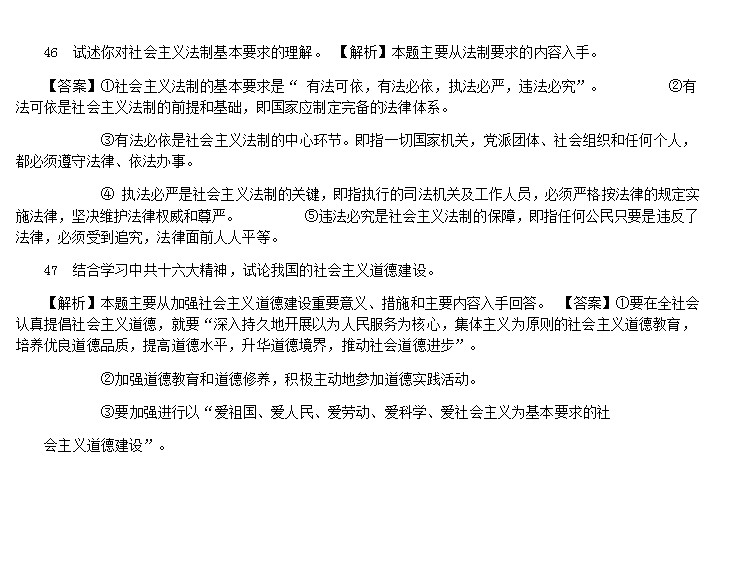 46  试述你对社会主义法制基本要求的理解。 【解析】本题主要从法制要求的内容入手。
【答案】①社会主义法制的基本要求是“ 有法可依，有法必依，执法必严，违法必究”。 ②有
法可依是社会主义法制的前提和基础，即国家应制定完备的法律体系。
③有法必依是社会主义法制的中心环节。即指一切国家机关，党派团体、社会组织和任何个人，
都必须遵守法律、依法办事。
④ 执法必严是社会主义法制的关键，即指执行的司法机关及工作人员，必须严格按法律的规定实
施法律，坚决维护法律权威和尊严。 ⑤违法必究是社会主义法制的保障，即指任何公民只要是违反了
法律，必须受到追究，法律面前人人平等。
47  结合学习中共十六大精神，试论我国的社会主义道德建设。
【解析】本题主要从加强社会主义道德建设重要意义、措施和主要内容入手回答。 【答案】①要在全社会
认真提倡社会主义道德，就要“深入持久地开展以为人民服务为核心，集体主义为原则的社会主义道德教育，
培养优良道德品质，提高道德水平，升华道德境界，推动社会道德进步”。
②加强道德教育和道德修养，积极主动地参加道德实践活动。
③要加强进行以“爱祖国、爱人民、爱劳动、爱科学、爱社会主义为基本要求的社
会主义道德建设”。